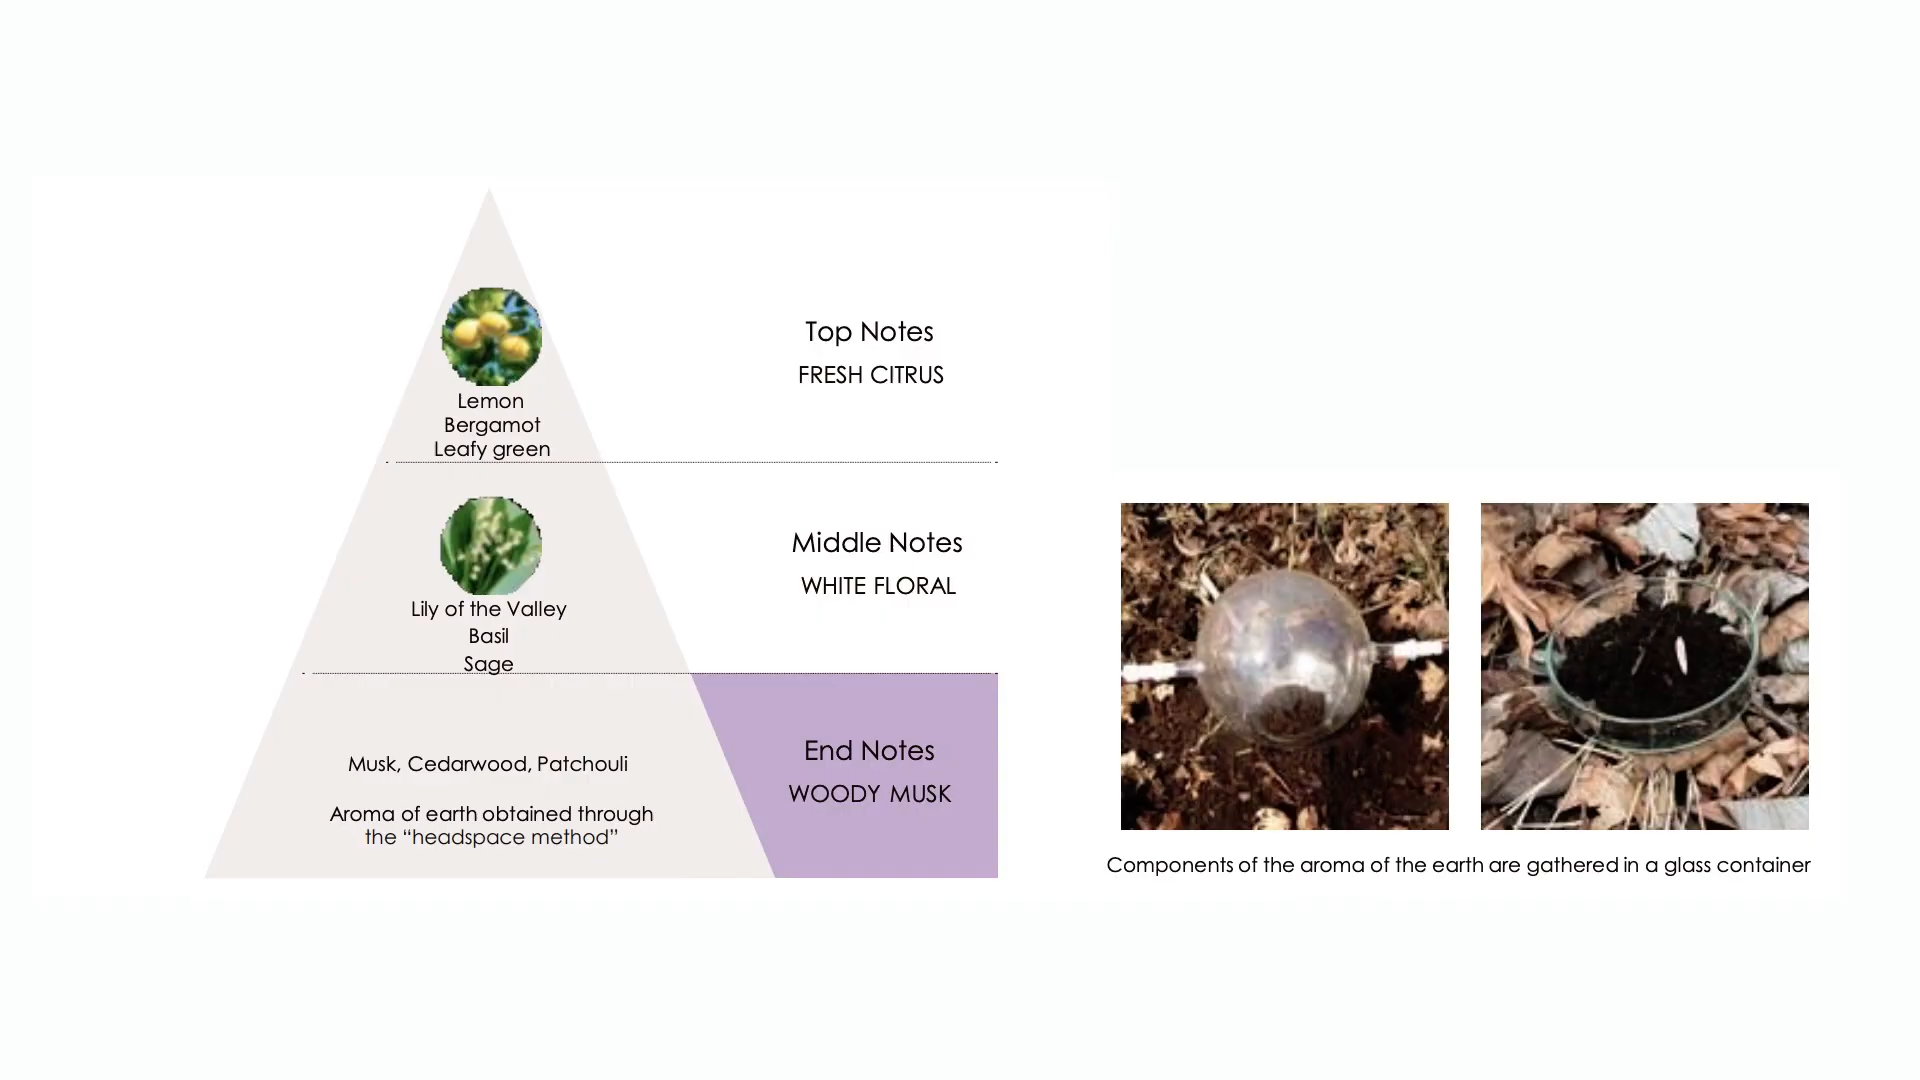 Top Notes
FRESH CITRUS
Lemon
Bergamot
Leafy green
Middle Notes
WHITE FLORAL
Lily of the Valley
Basil
Sage
End Notes
WOODY MUSK
Musk, Cedarwood, Patchouli
Aroma of earth obtained through
the “headspace method”
Components of the aroma of the earth are gathered in a glass container